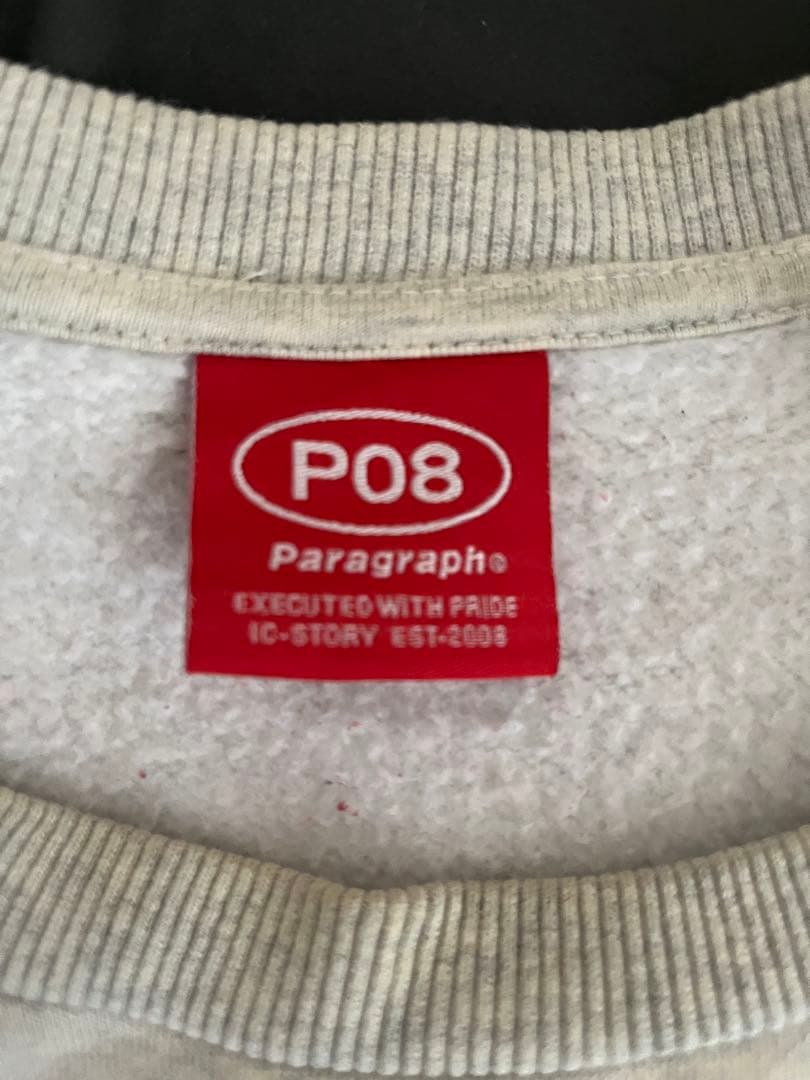 P08
Paragraph®
EXECUTED WITH PRIDE
IC-STORY EST-2008